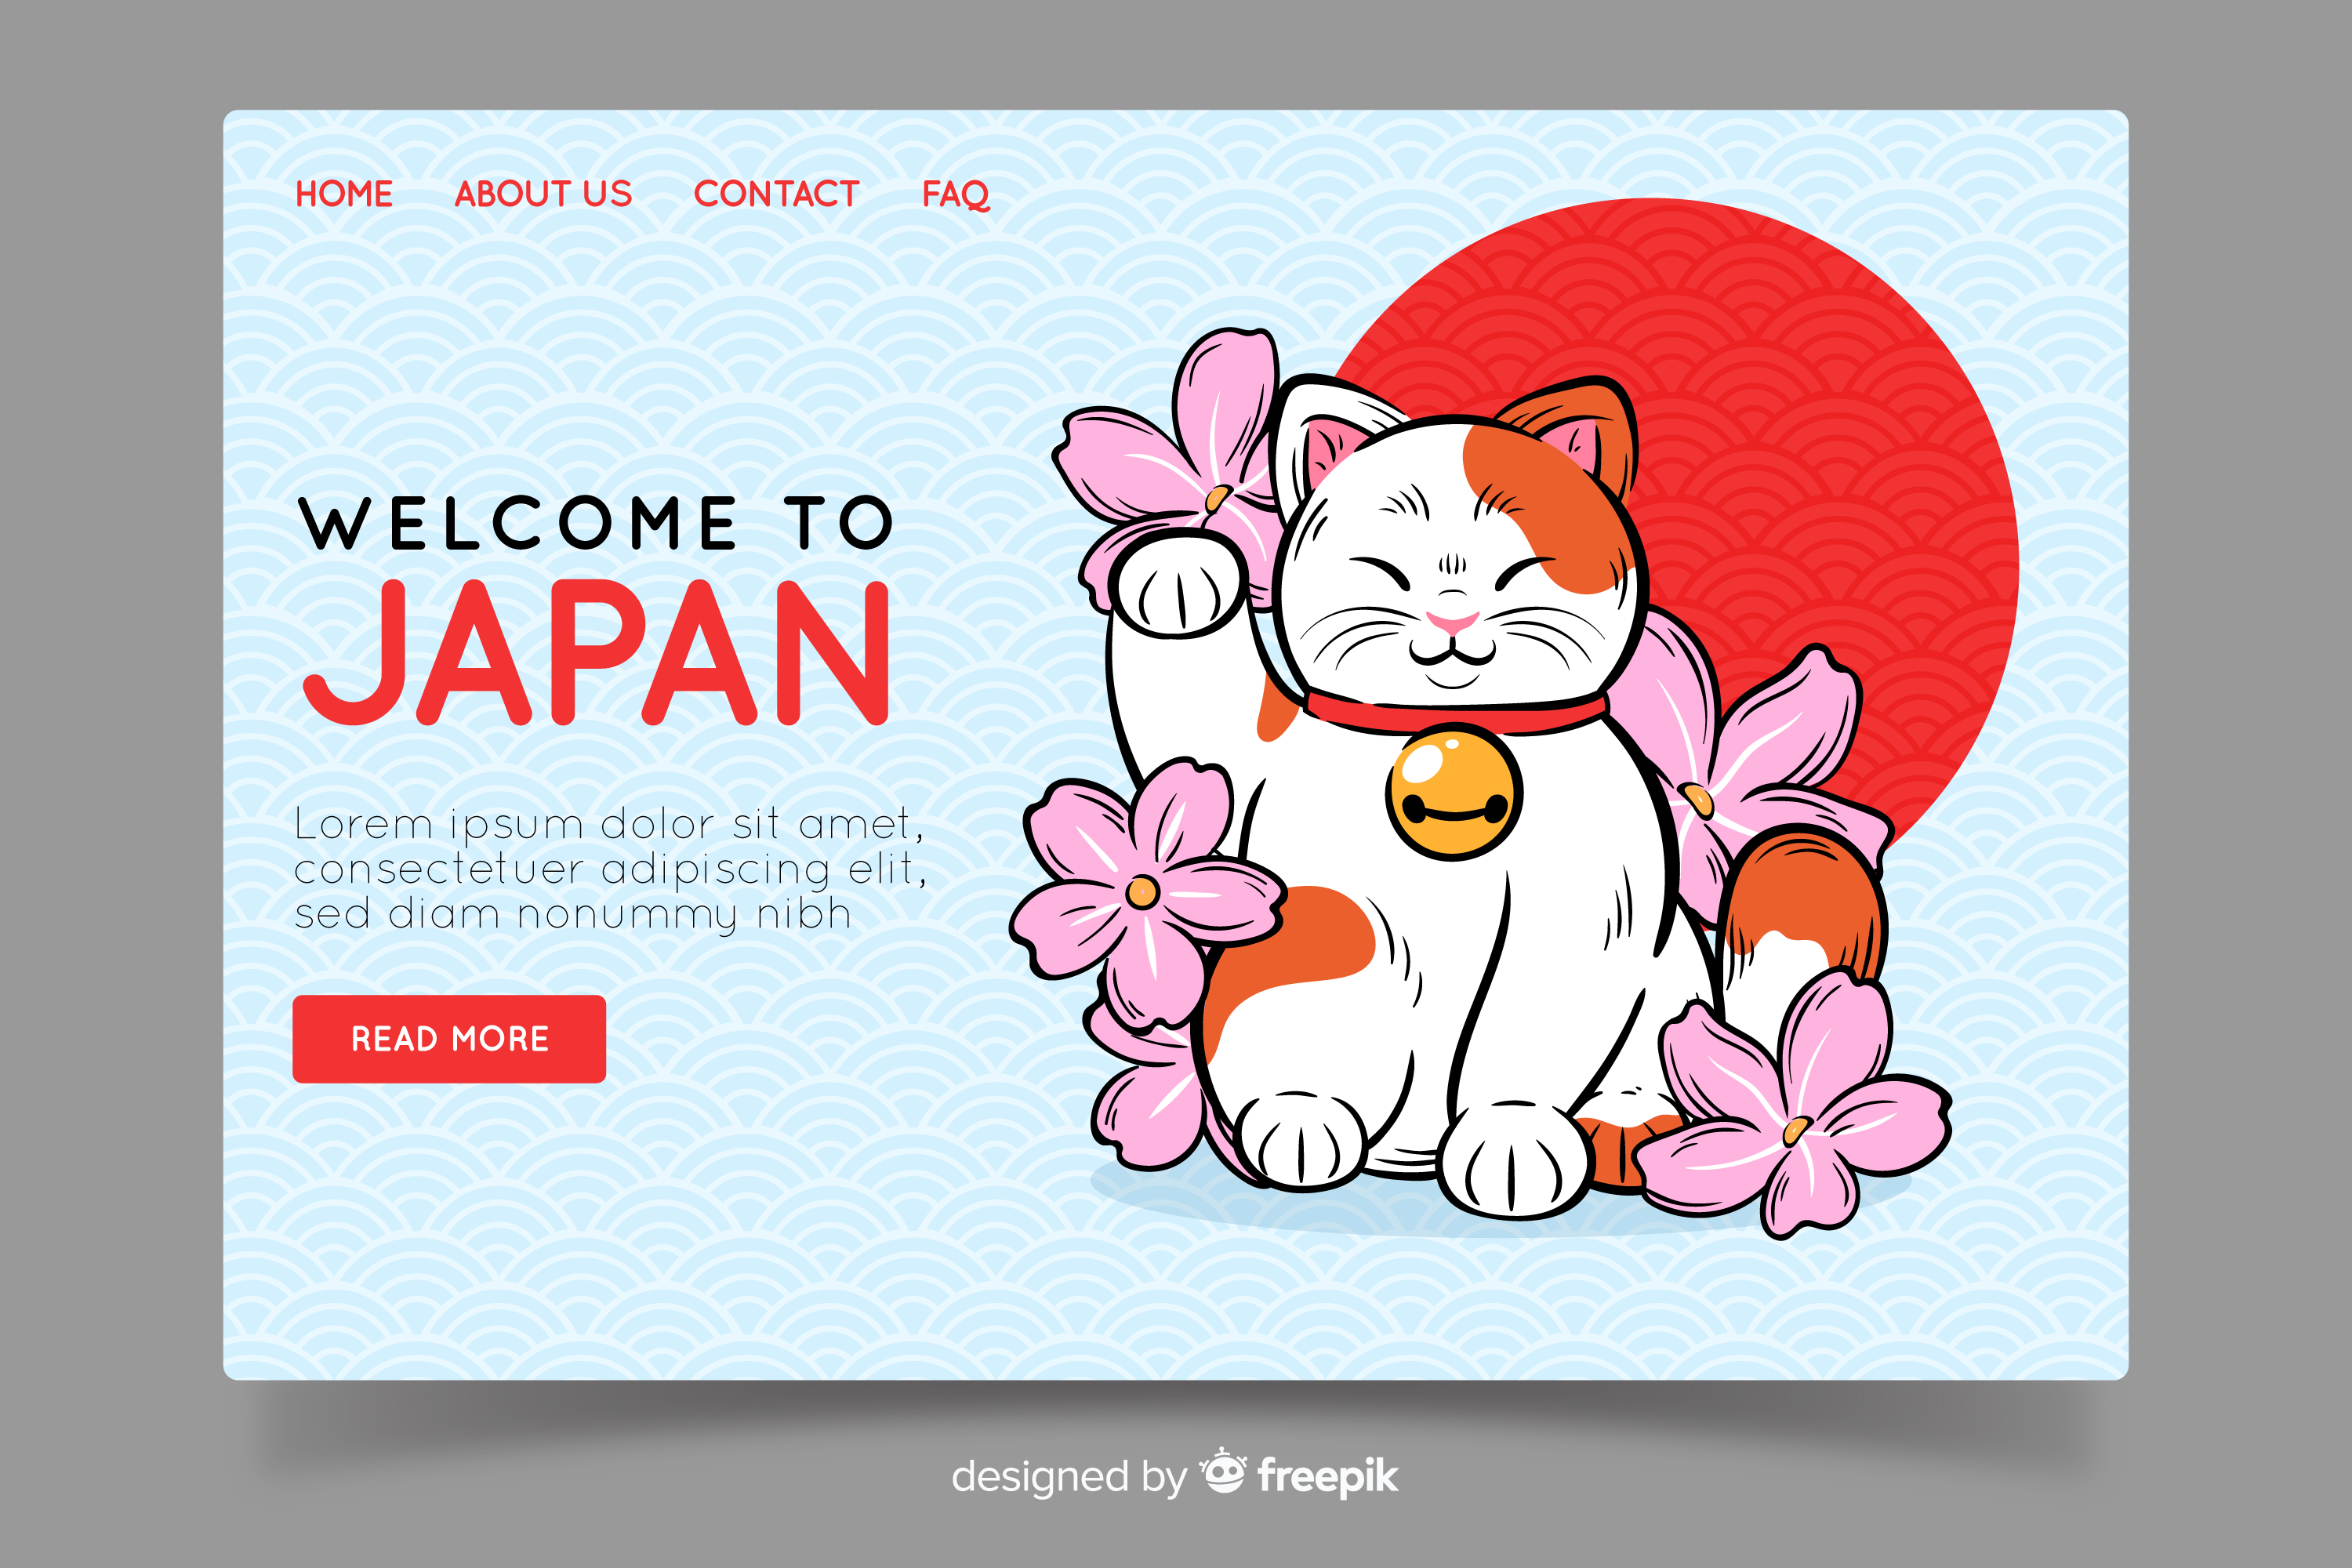 HOME ABOUT US CONTACT FAQ
WELCOME TO
JAPAN
Lorem ipsum dolor sit amet,
consectetuer adipiscing elit,
sed diam nonummy nibh
READ MORE
designed by freepik